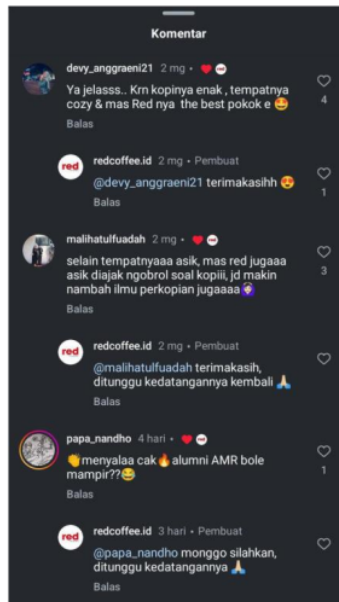 Komentar
devy_anggraeni21 2 mg •
Ya jelasss.. Krn kopinya enak , tempatnya
cozy & mas Red nya the best pokok e 🤩
4
Balas
red
redcoffee.id 2 mg • Pembuat
@devy_anggraeni21 terimakasihh 😍
1
Balas
malihatulfuadah 2 mg • ♥ red
selain tempatnyaaa asik, mas red jugaaa
asik diajak ngobrol soal kopiii, jd makin
nambah ilmu perkopian jugaaaa🙆🏻‍♀️
3
Balas
red
redcoffee.id 2 mg • Pembuat
@malihatulfuadah terimakasih,
ditunggu kedatangannya kembali 🙏🏻
Balas
papa_nandho 4 hari • ♥ red
👏menyalaa cak🔥alumni AMR bole
mampir??😂
1
Balas
red
redcoffee.id 3 hari • Pembuat
@papa_nandho monggo silahkan,
ditunggu kedatangannya 🙏🏻
Balas